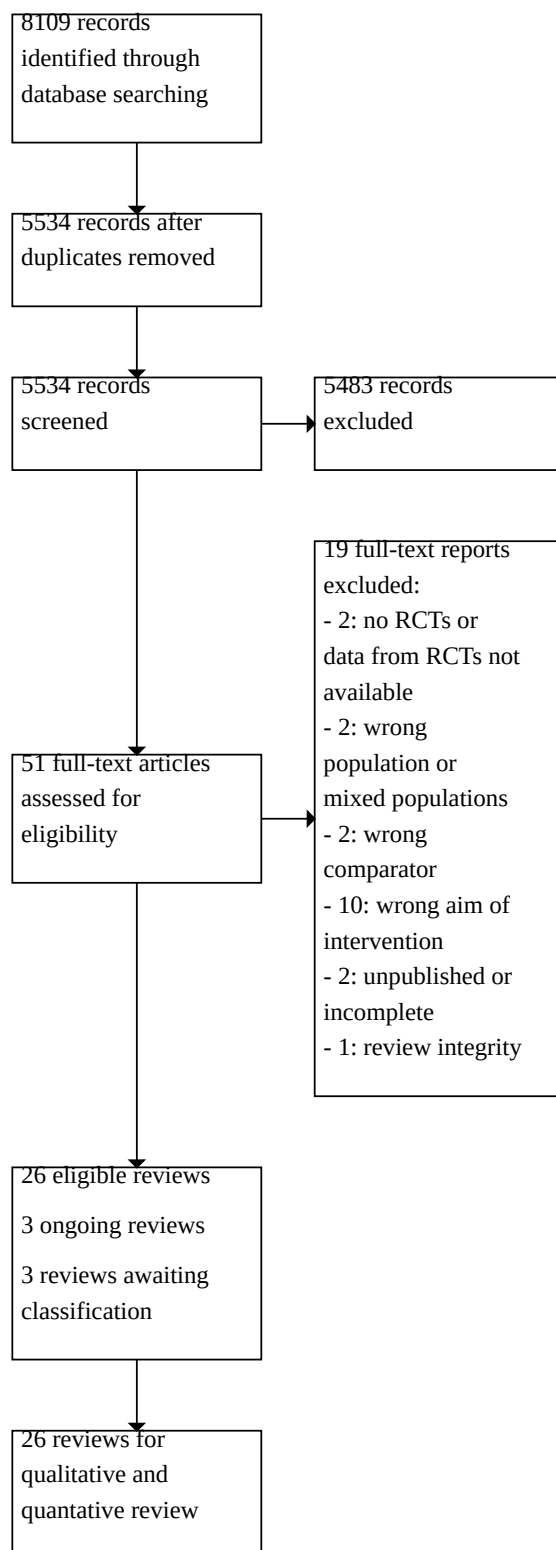 8109 records
identified through
database searching
5534 records after
duplicates removed
5534 records
screened
5483 records
excluded
19 full-text reports
excluded:
- 2: no RCTs or
data from RCTs not
available
- 2: wrong
population or
mixed populations
- 2: wrong
comparator
- 10: wrong aim of
intervention
- 2: unpublished or
incomplete
- 1: review integrity
51 full-text articles
assessed for
eligibility
26 eligible reviews
3 ongoing reviews
3 reviews awaiting
classification
26 reviews for
qualitative and
quantative review